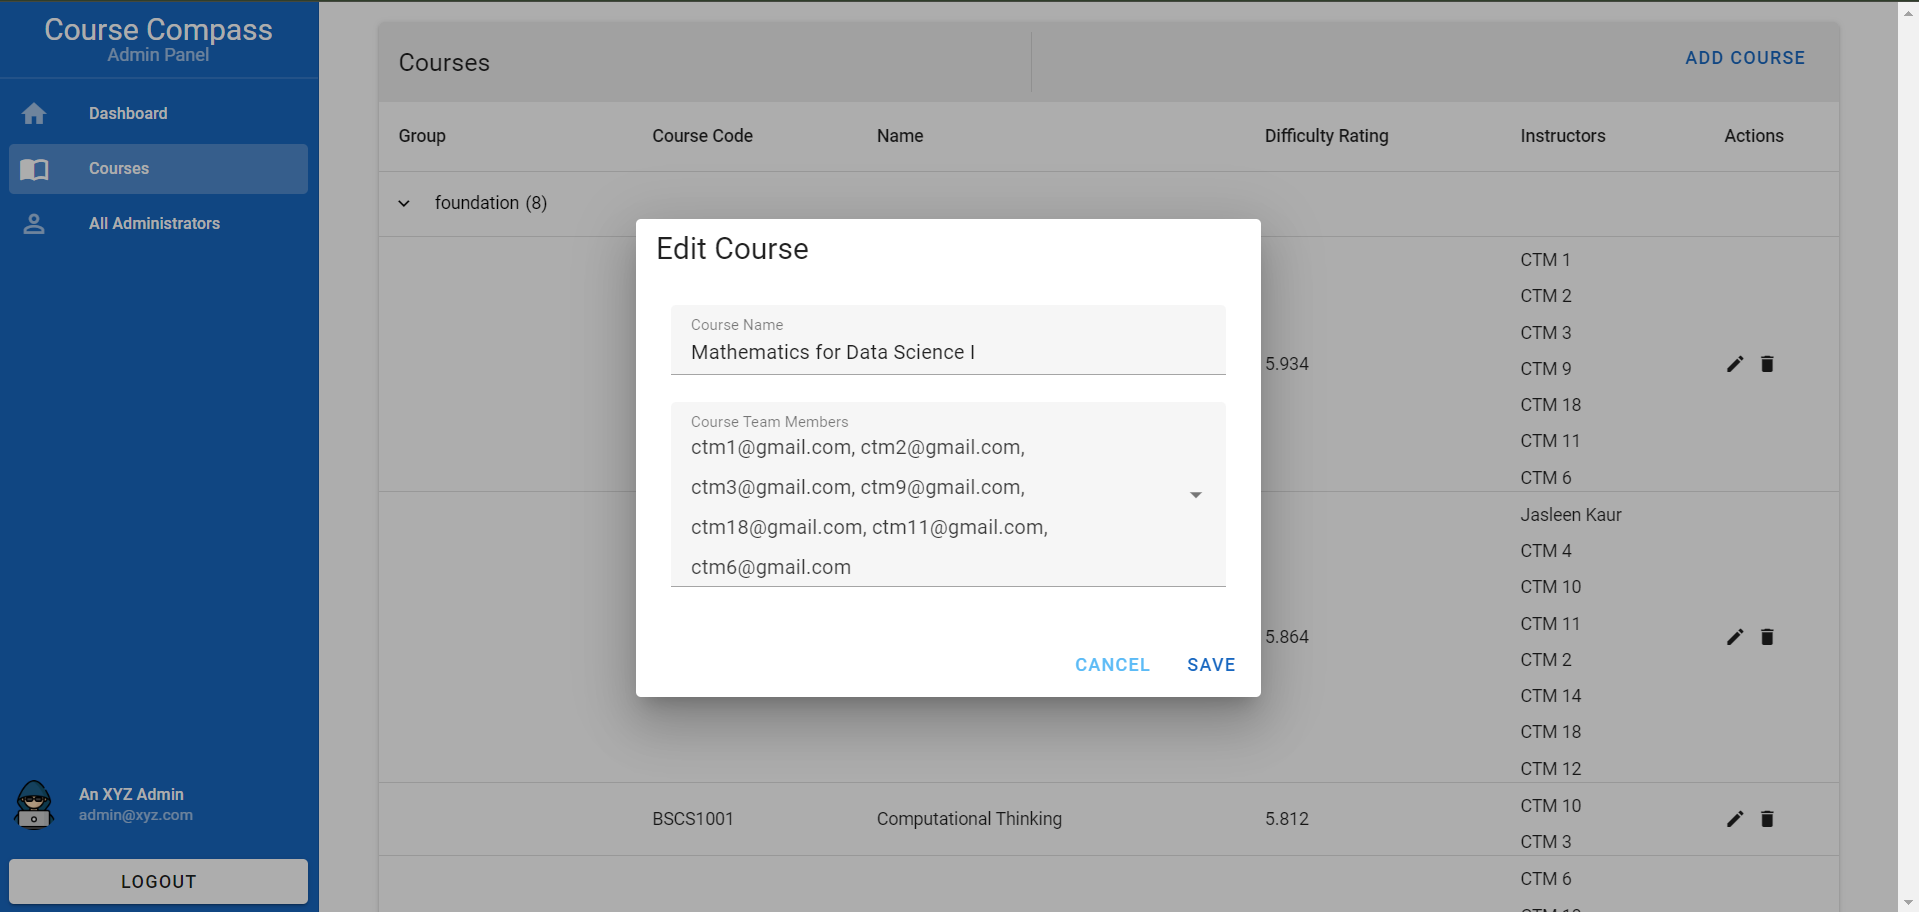 Course Compass
Admin Panel
Dashboard
Courses
All Administrators
An XYZ Admin
admin@xyz.com
LOGOUT
Courses
ADD COURSE
Group Course Code Name Difficulty Rating Instructors Actions
foundation (8)
CTM 1
CTM 2
CTM 3
5.934
CTM 9
CTM 18
CTM 11
CTM 6
Jasleen Kaur
CTM 4
CTM 10
CTM 11
5.864
CTM 2
CTM 14
CTM 18
CTM 12
CTM 10
BSCS1001 Computational Thinking 5.812
CTM 3
CTM 6
Edit Course
Course Name
Mathematics for Data Science I
Course Team Members
ctm1@gmail.com, ctm2@gmail.com,
ctm3@gmail.com, ctm9@gmail.com,
ctm18@gmail.com, ctm11@gmail.com,
ctm6@gmail.com
CANCEL SAVE